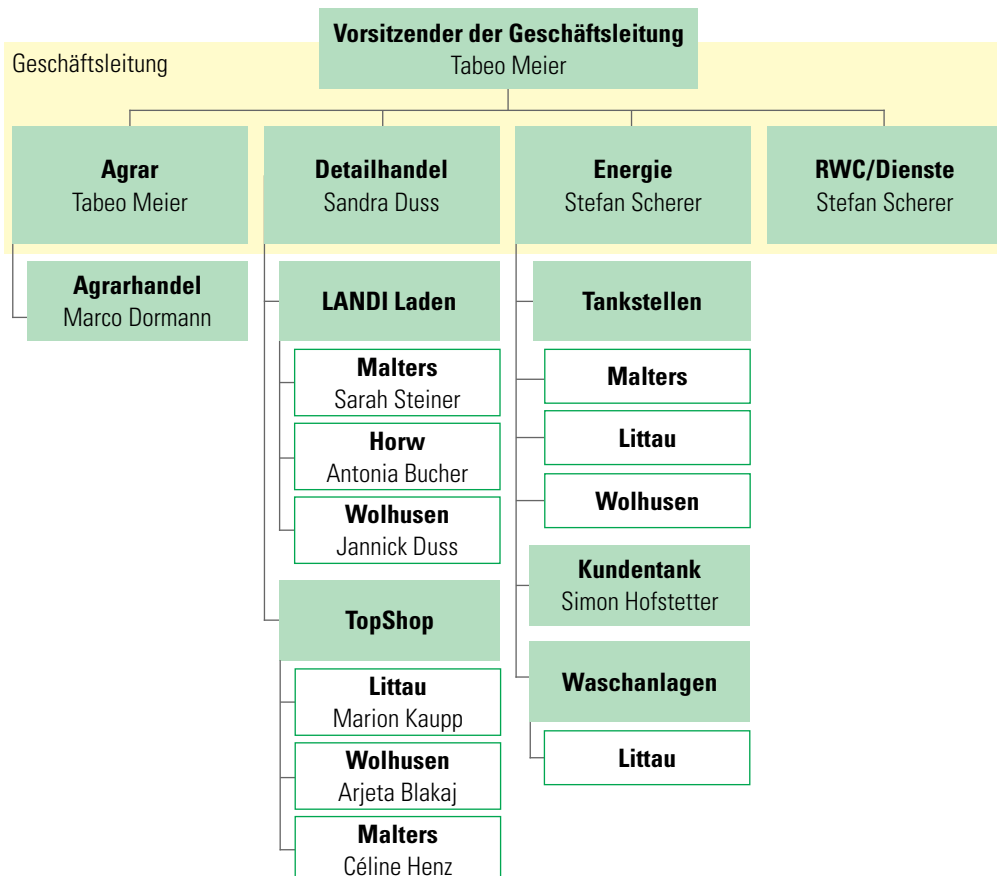 Vorsitzender der Geschäftsleitung
Tabeo Meier
Geschäftsleitung
Agrar
Tabeo Meier
Detailhandel
Sandra Duss
Energie
Stefan Scherer
RWC/Dienste
Stefan Scherer
Agrarhandel
Marco Dormann
LANDI Laden
Malters
Sarah Steiner
Horw
Antonia Bucher
Wolhusen
Jannick Duss
TopShop
Littau
Marion Kaupp
Wolhusen
Arjeta Blakaj
Malters
Céline Henz
Tankstellen
Malters
Littau
Wolhusen
Kundentank
Simon Hofstetter
Waschanlagen
Littau